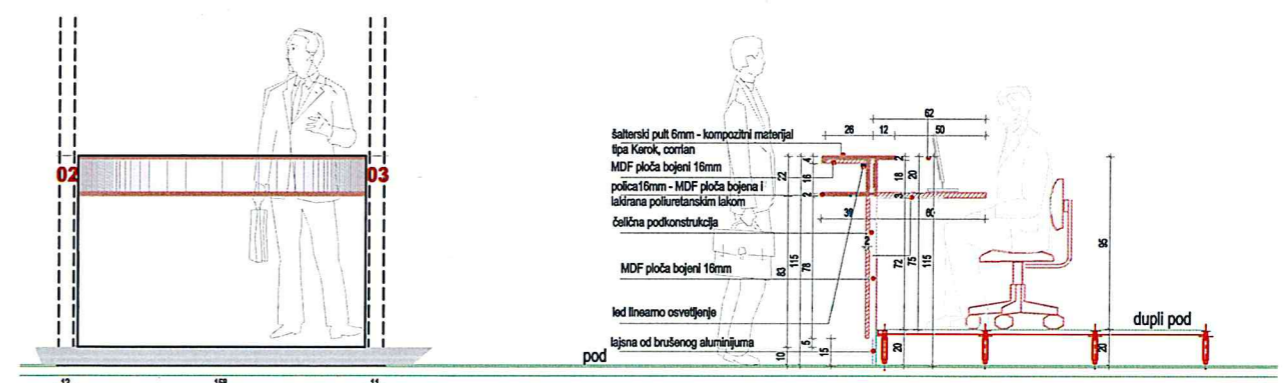 02
03
šalterski pult 6mm - kompozitni materijal
tipa Kerok, corrian
MDF ploča bojeni 16mm
polica16mm - MDF ploča bojena i
lakirana poliuretanskim lakom
čelična podkonstrukcija
MDF ploča bojeni 16mm
led linearno osvetljenje
lajsna od brušenog aluminijuma
pod
dupli pod
62
26 12 50
22 4 16 2 18 20
2 3
39 60
2
83 115 78 72 75 115 95
10 5 15 20 20